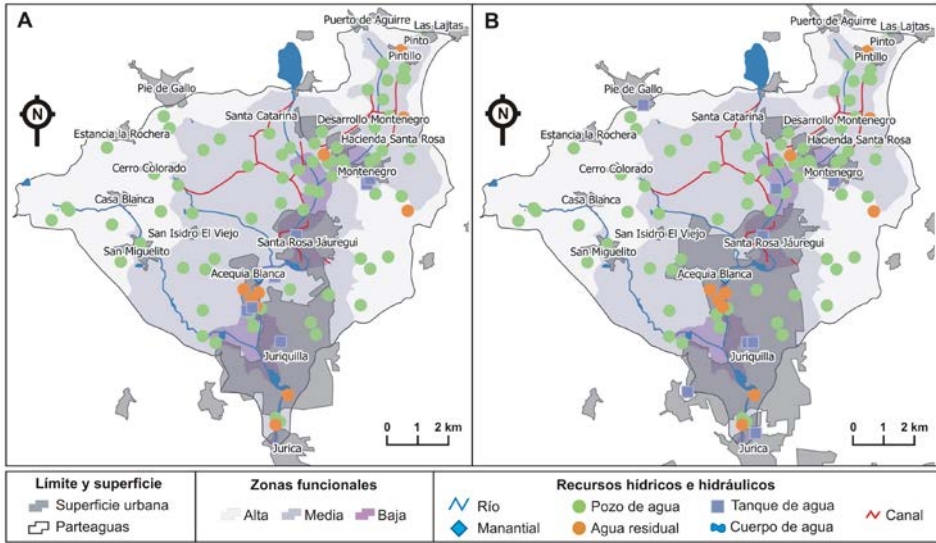 A
Puerto de Aguirre
Las Lajtas
Pinto
Pintillo
Pie de Gallo
N
Santa Catarina
Desarrollo Montenegro
Estancia la Rochera
Hacienda Santa Rosa
Cerro Colorado
Montenegro
Casa Blanca
San Isidro El Viejo
Santa Rosa Jáuregui
San Miguelito
Acequia Blanca
Juriquilla
Jurica
0 1 2 km
B
Puerto de Aguirre
Las Lajtas
Pinto
Pintillo
Pie de Gallo
N
Santa Catarina
Desarrollo Montenegro
Estancia la Rochera
Hacienda Santa Rosa
Cerro Colorado
Montenegro
Casa Blanca
San Isidro El Viejo
Santa Rosa Jáuregui
San Miguelito
Acequia Blanca
Juriquilla
Jurica
0 1 2 km
Límite y superficie
Superficie urbana
Parteaguas
Zonas funcionales
Alta Media Baja
Recursos hídricos e hidráulicos
Río Pozo de agua Tanque de agua Canal
Manantial Agua residual Cuerpo de agua